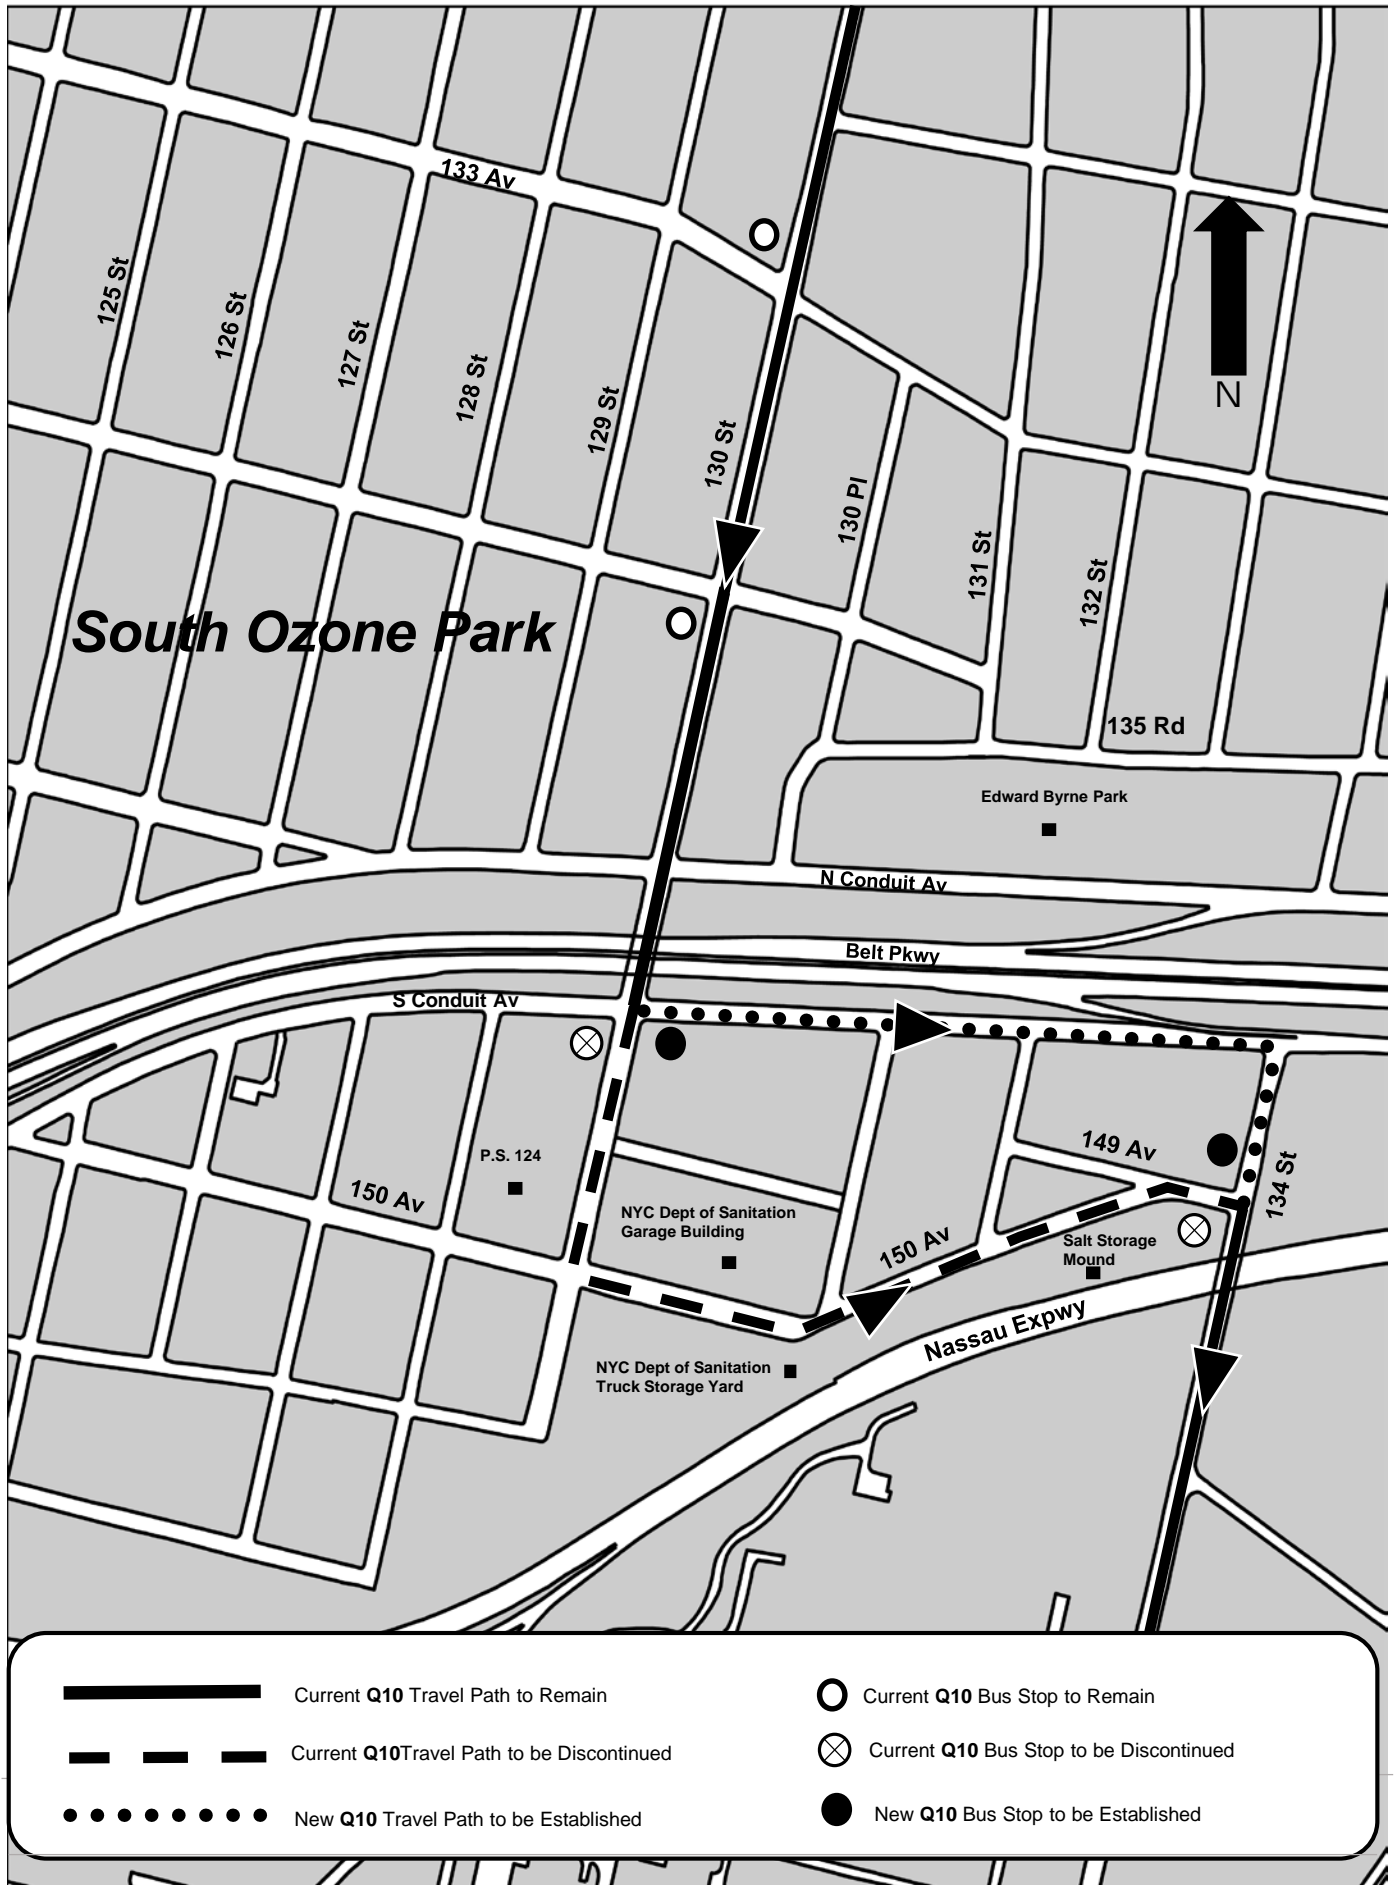 133 Av
125 St
126 St
127 St
128 St
129 St
130 St
130 Pl
131 St
132 St
N
South Ozone Park
135 Rd
Edward Byrne Park
N Conduit Av
Belt Pkwy
S Conduit Av
P.S. 124
150 Av
149 Av
134 St
NYC Dept of Sanitation
Garage Building
150 Av
Salt Storage
Mound
Nassau Expwy
NYC Dept of Sanitation
Truck Storage Yard
Current Q10 Travel Path to Remain
Current Q10Travel Path to be Discontinued
New Q10 Travel Path to be Established
Current Q10 Bus Stop to Remain
Current Q10 Bus Stop to be Discontinued
New Q10 Bus Stop to be Established